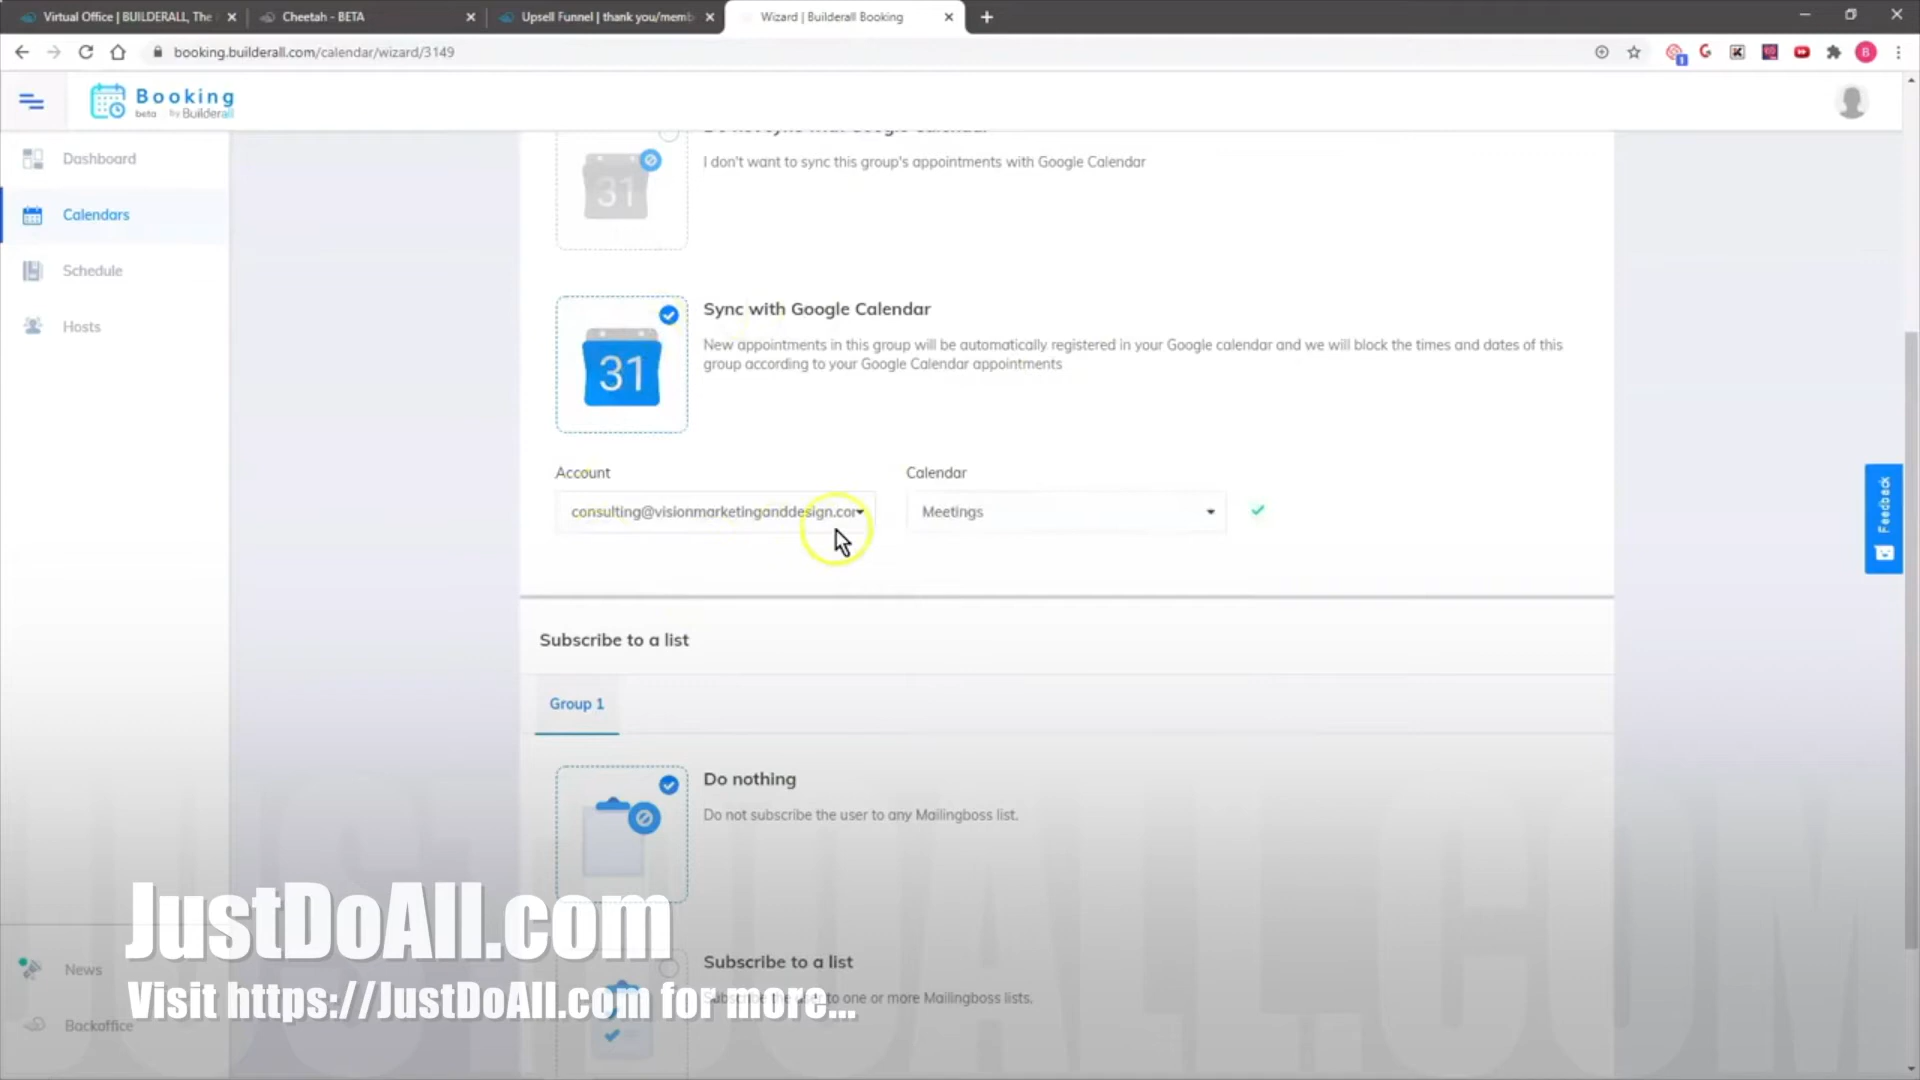 Virtual Office | BUILDERALL, The
Cheetah - BETA
Upsell Funnel | thank you/memb
Wizard | Builderall Booking
booking.builderall.com/calendar/wizard/3149
Booking
beta by Builderall
Dashboard
Calendars
Schedule
Hosts
News
Backoffice
Do not sync with Google Calendar
I don't want to sync this group's appointments with Google Calendar
31
Sync with Google Calendar
New appointments in this group will be automatically registered in your Google calendar and we will block the times and dates of this
group according to your Google Calendar appointments
31
Account
Calendar
consulting@visionmarketinganddesign.cor
Meetings
Feedback
Subscribe to a list
Group 1
Do nothing
Do not subscribe the user to any Mailingboss list.
Subscribe to a list
Subscribe the user to one or more Mailingboss lists.
JustDoAll.com
Visit https://JustDoAll.com for more...
JUSTDOALL.COM